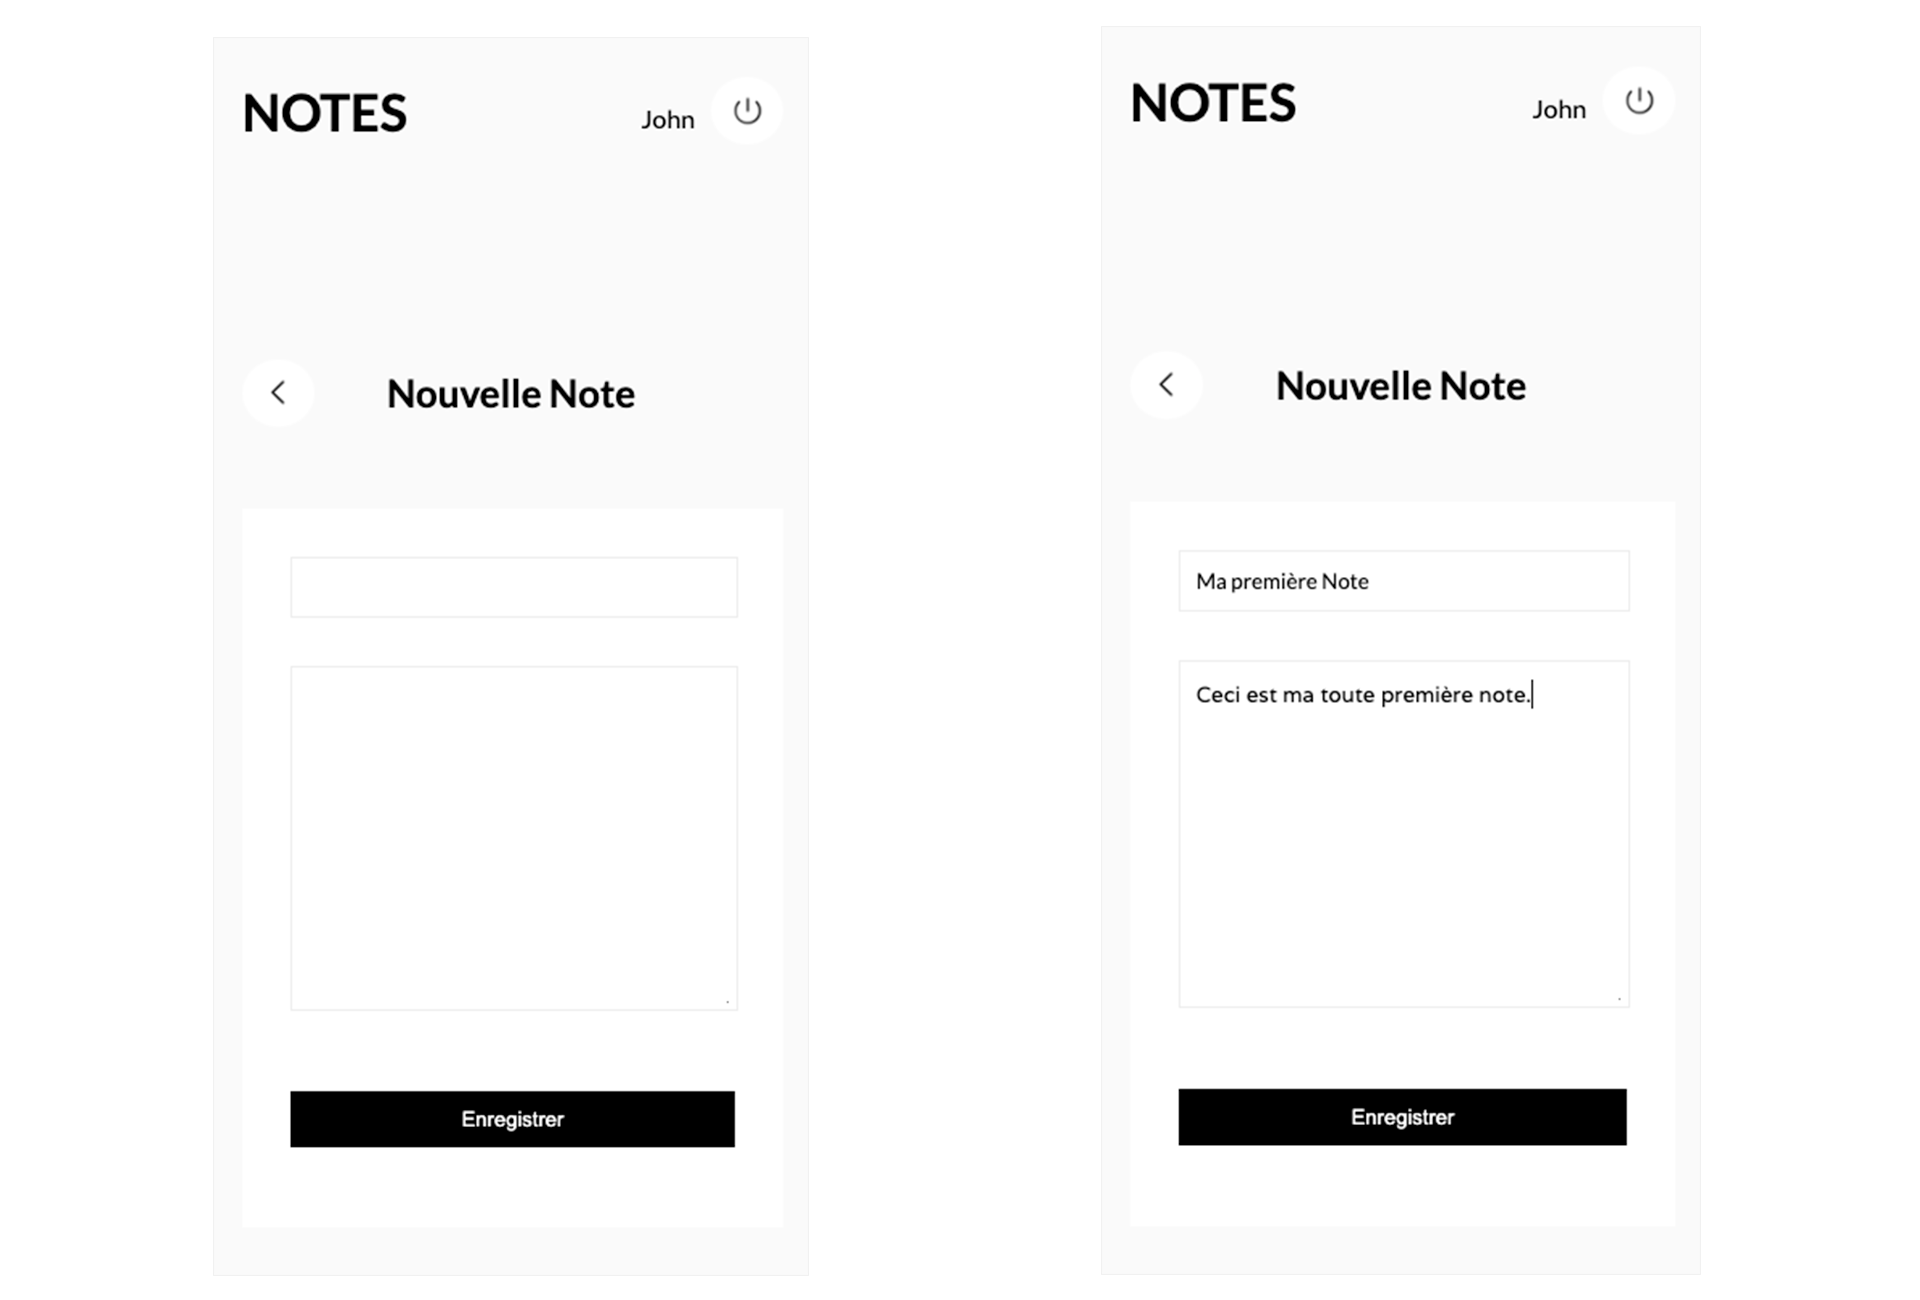 NOTES
John
Nouvelle Note
Enregistrer
NOTES
John
Nouvelle Note
Ma première Note
Ceci est ma toute première note.
Enregistrer